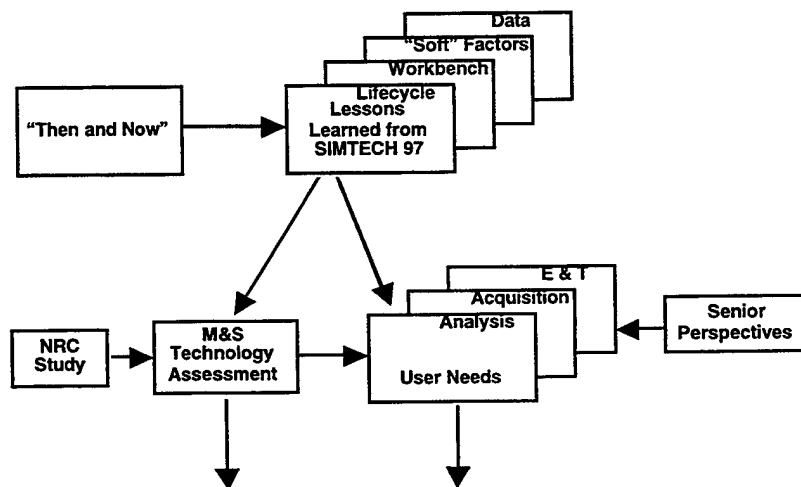 Data
“Soft” Factors
Workbench
Lifecycle
Lessons
Learned from
SIMTECH 97
“Then and Now”
E & T
Acquisition
Analysis
User Needs
Senior
Perspectives
M&S
Technology
Assessment
NRC
Study